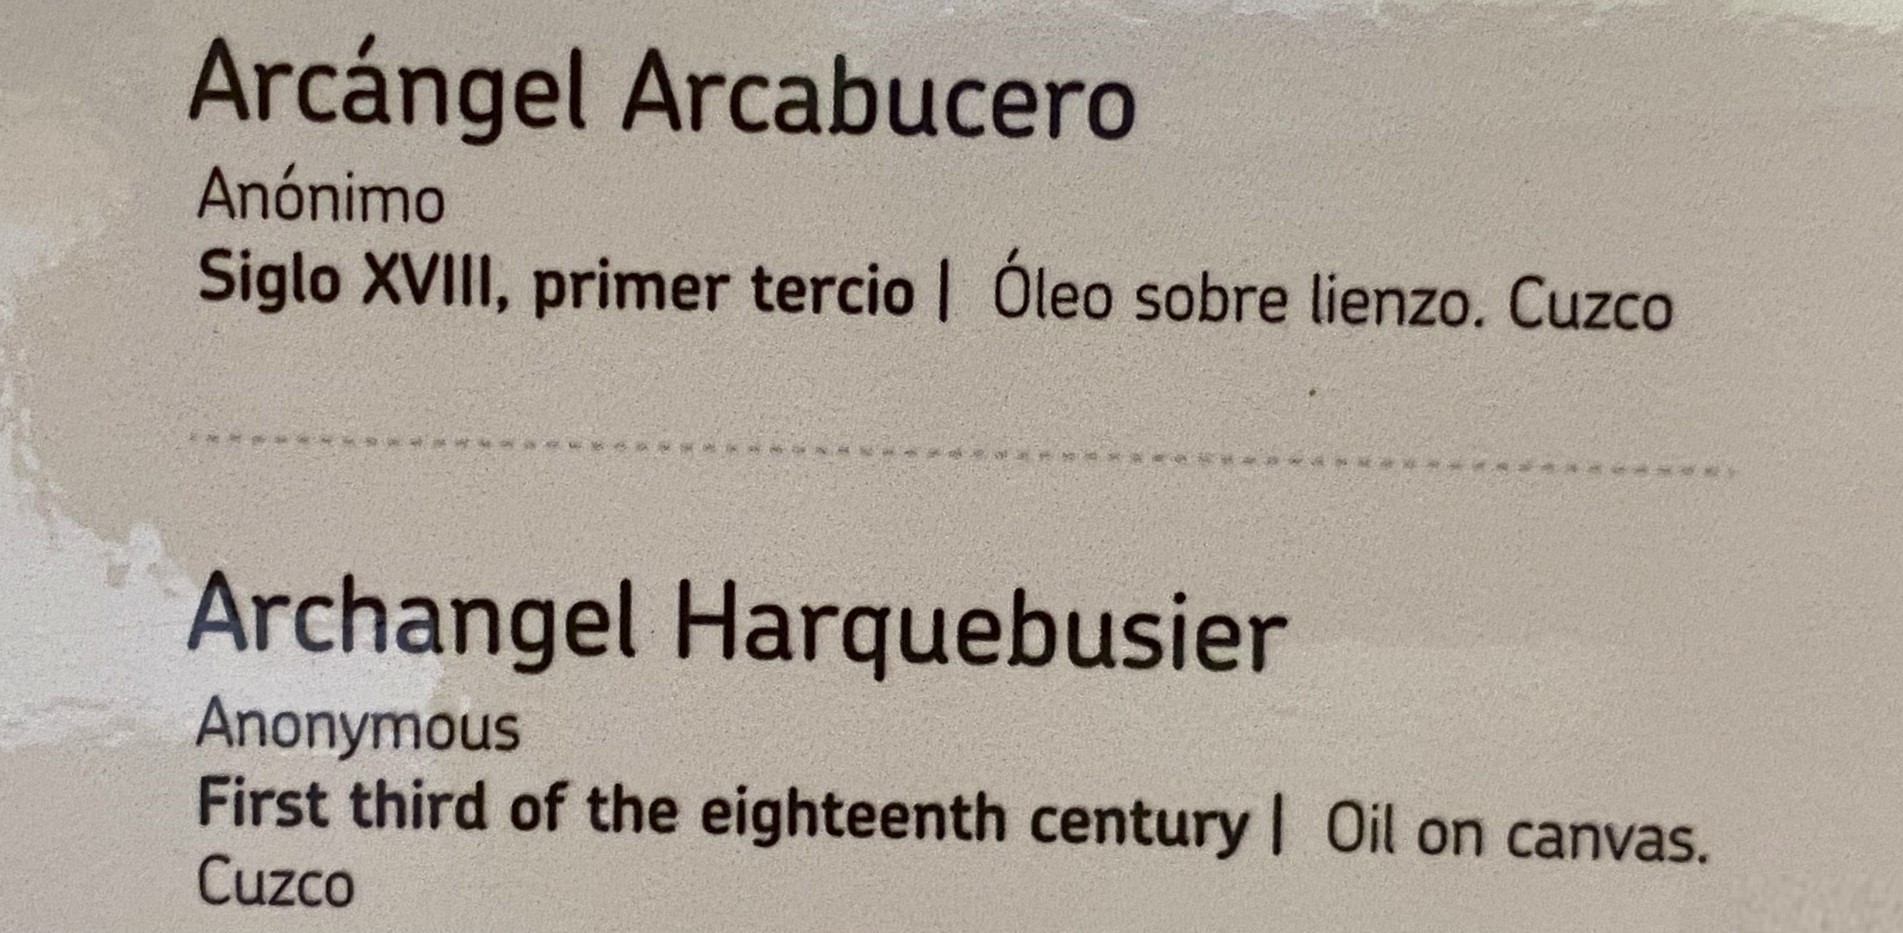 Arcángel Arcabucero
Anónimo
Siglo XVIII, primer tercio | Óleo sobre lienzo. Cuzco
Archangel Harquebusier
Anonymous
First third of the eighteenth century | Oil on canvas.
Cuzco